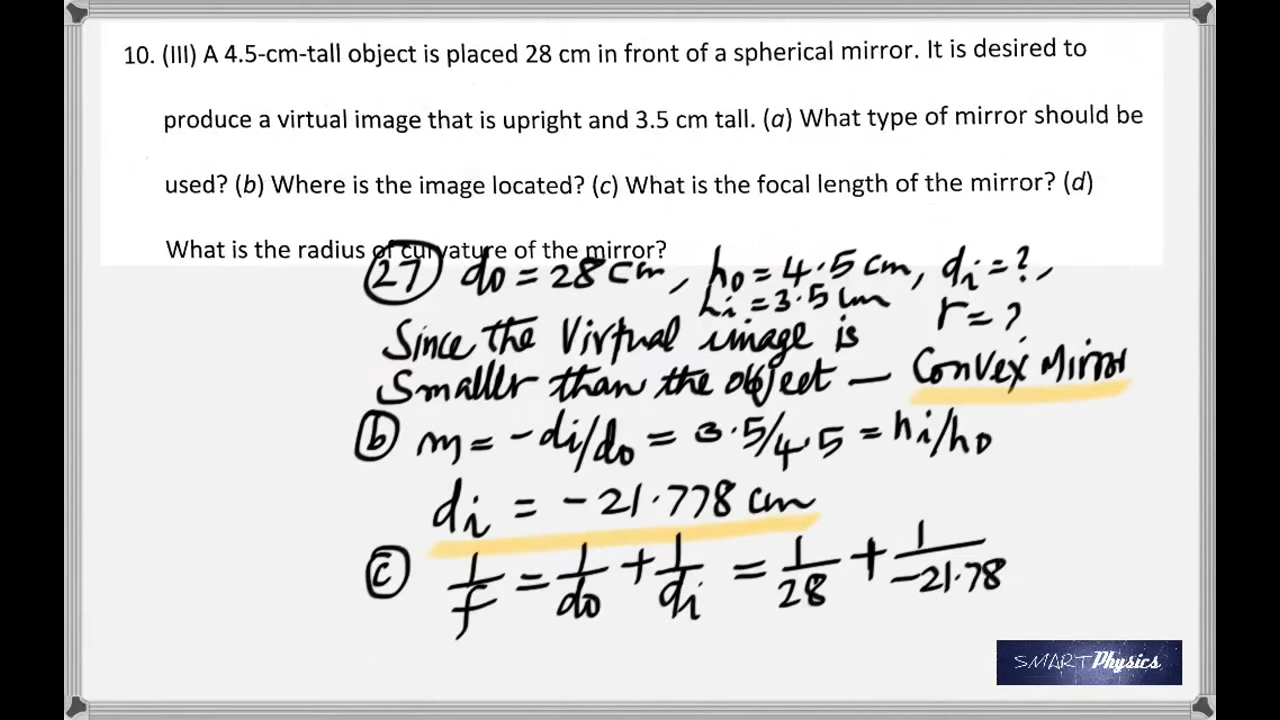 10. (III) A 4.5-cm-tall object is placed 28 cm in front of a spherical mirror. It is desired to
produce a virtual image that is upright and 3.5 cm tall. (a) What type of mirror should be
used? (b) Where is the image located? (c) What is the focal length of the mirror? (d)
What is the radius of curvature of the mirror?
27 do = 28 cm, ho = 4.5 cm, di = ?,
hi = 3.5 cm r = ?
Since the Virtual image is
Smaller than the object — Convex Mirror
b m = -di/do = 3.5/4.5 = hi/ho
di = -21.778 cm
c 1/f = 1/do + 1/di = 1/28 + 1/-21.78
SMART Physics